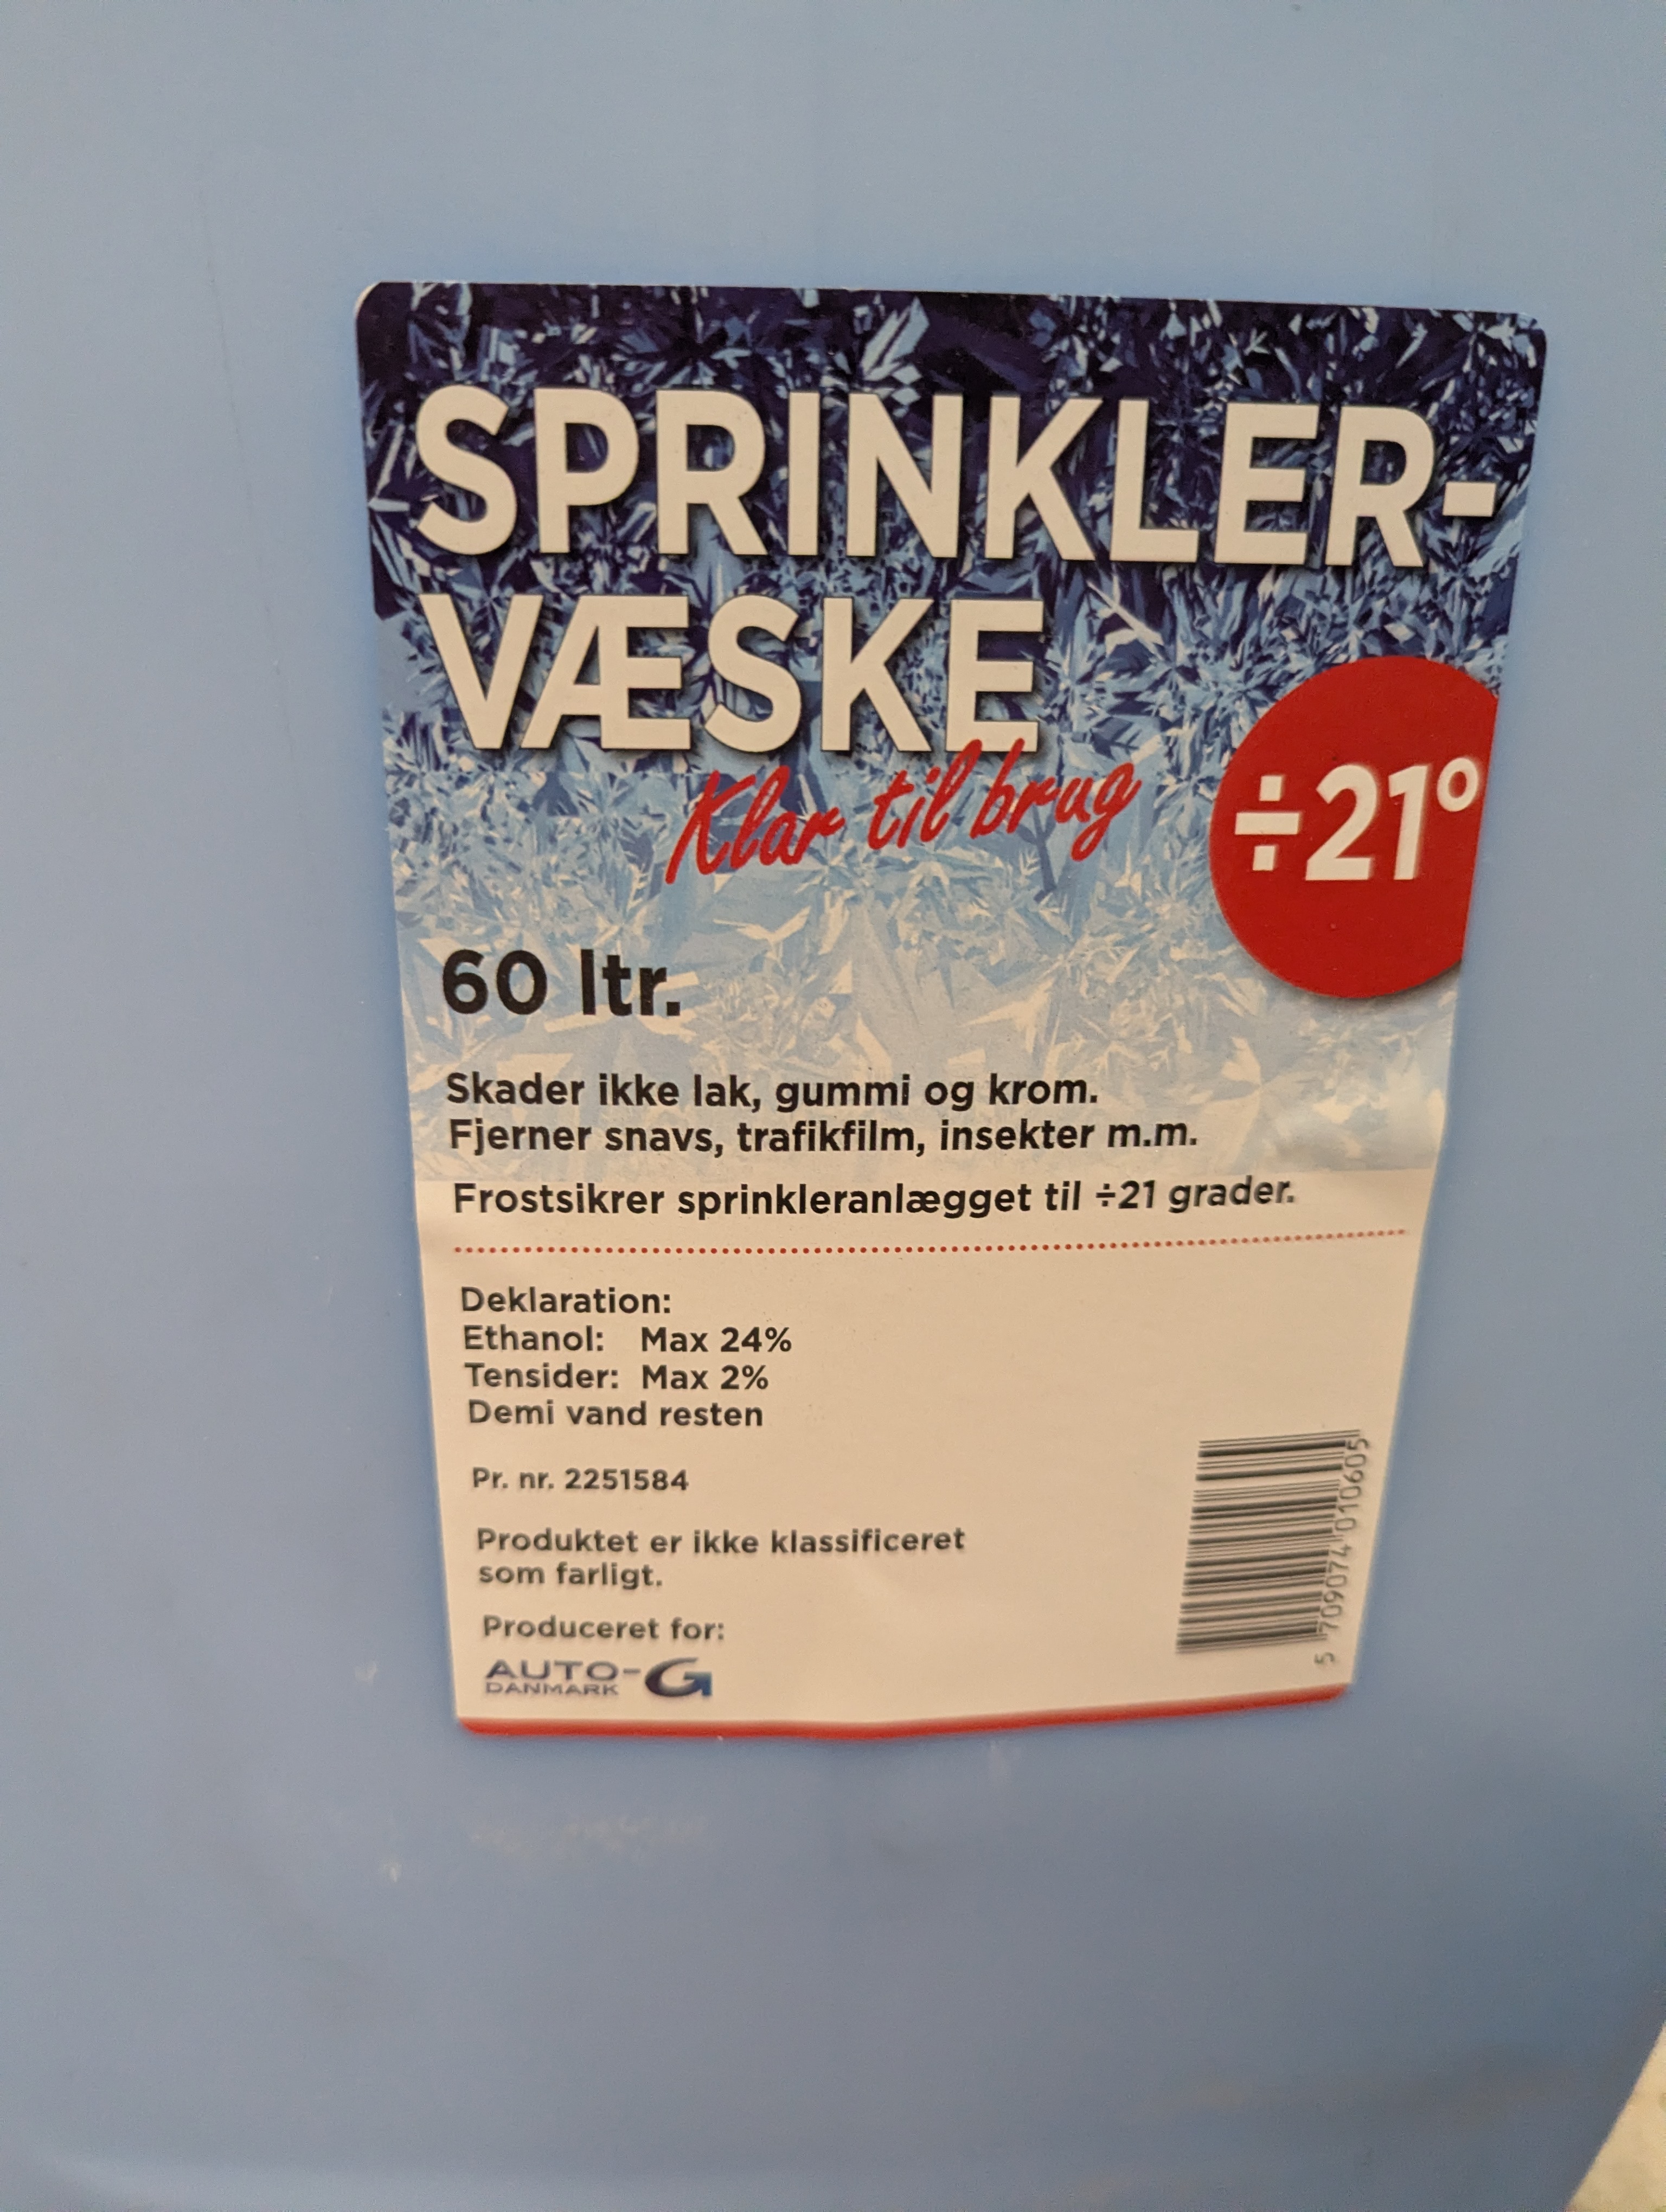 SPRINKLER-
VÆSKE
Klar til brug
÷21°
60 ltr.
Skader ikke lak, gummi og krom.
Fjerner snavs, trafikfilm, insekter m.m.
Frostsikrer sprinkleranlægget til ÷21 grader.
Deklaration:
Ethanol: Max 24%
Tensider: Max 2%
Demi vand resten
Pr. nr. 2251584
Produktet er ikke klassificeret
som farligt.
Produceret for:
AUTO-G
DANMARK
5 709074 010605